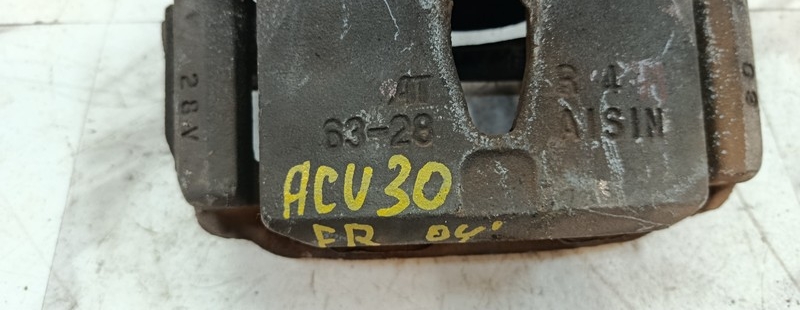 28V
AT
R 4
63-28
AISIN
ACV30
FR 04'